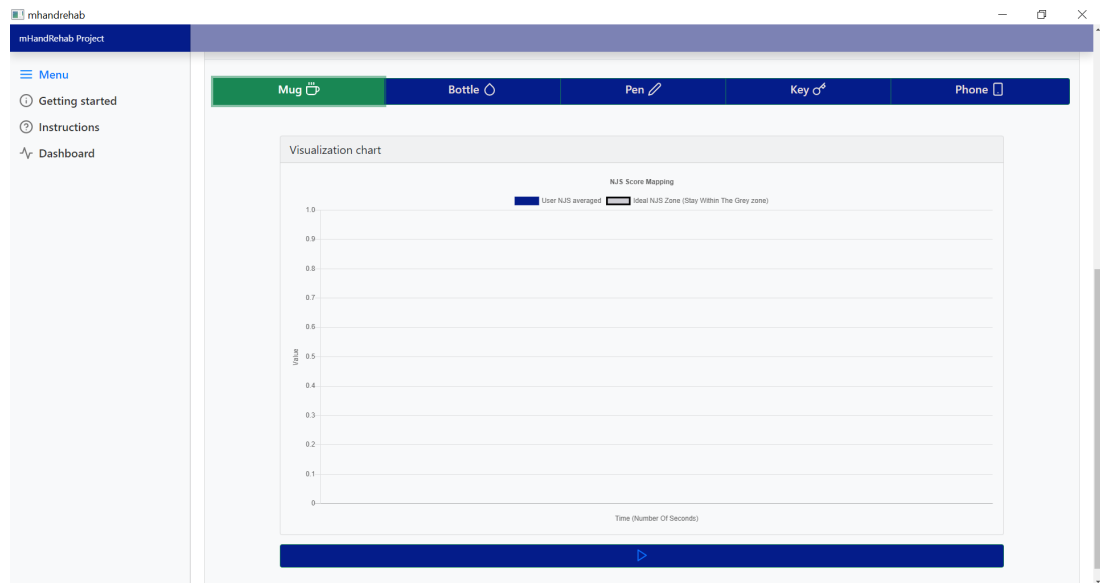 mhandrehab
mHandRehab Project
Menu
Getting started
Instructions
Dashboard
Mug
Bottle
Pen
Key
Phone
Visualization chart
NJS Score Mapping
User NJS averaged
Ideal NJS Zone (Stay Within The Grey zone)
1.0
0.9
0.8
0.7
0.6
0.5
0.4
0.3
0.2
0.1
0
Value
Time (Number Of Seconds)